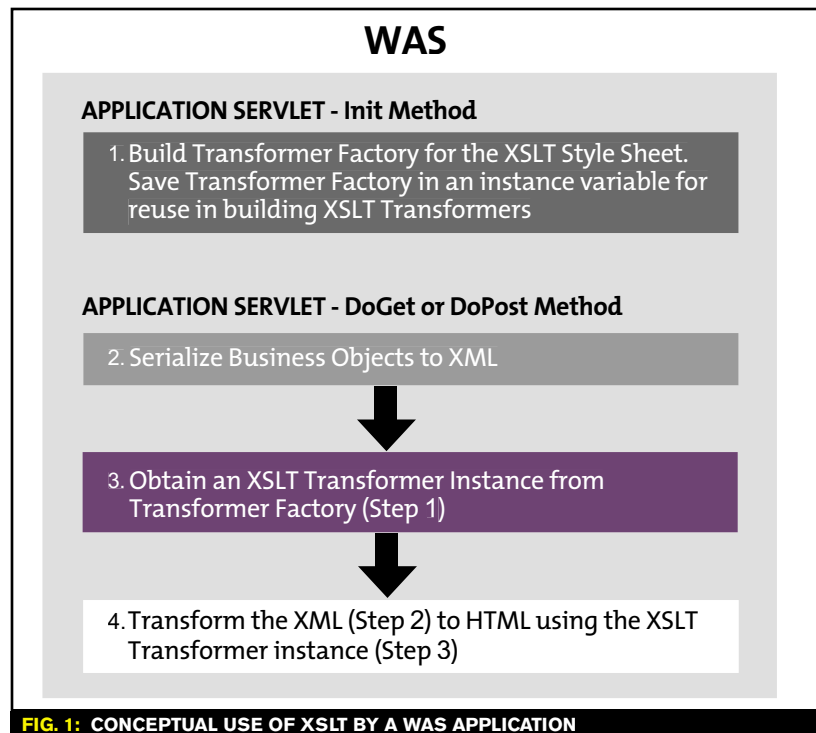 WAS
APPLICATION SERVLET - Init Method
1. Build Transformer Factory for the XSLT Style Sheet.
Save Transformer Factory in an instance variable for
reuse in building XSLT Transformers
APPLICATION SERVLET - DoGet or DoPost Method
2. Serialize Business Objects to XML
3. Obtain an XSLT Transformer Instance from
Transformer Factory (Step 1)
4. Transform the XML (Step 2) to HTML using the XSLT
Transformer instance (Step 3)
FIG. 1: CONCEPTUAL USE OF XSLT BY A WAS APPLICATION